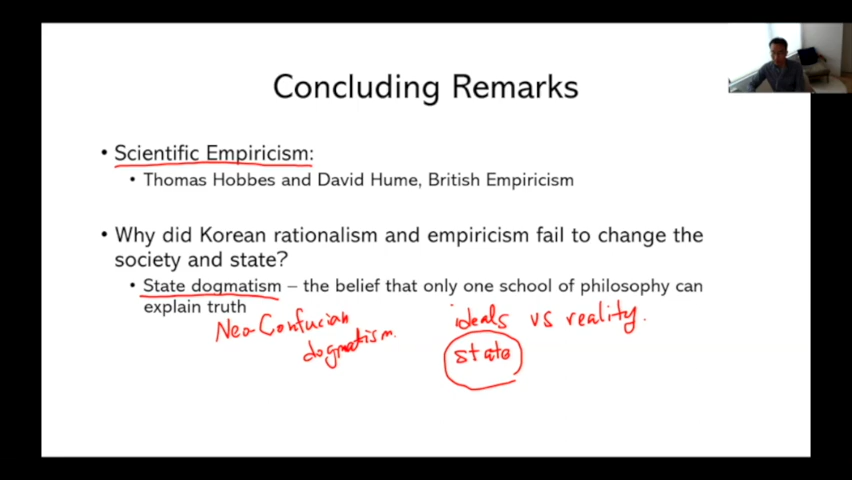 Concluding Remarks
• Scientific Empiricism:
• Thomas Hobbes and David Hume, British Empiricism
• Why did Korean rationalism and empiricism fail to change the
society and state?
• State dogmatism – the belief that only one school of philosophy can
explain truth
Neo-Confucian
dogmatism.
ideals vs reality.
state